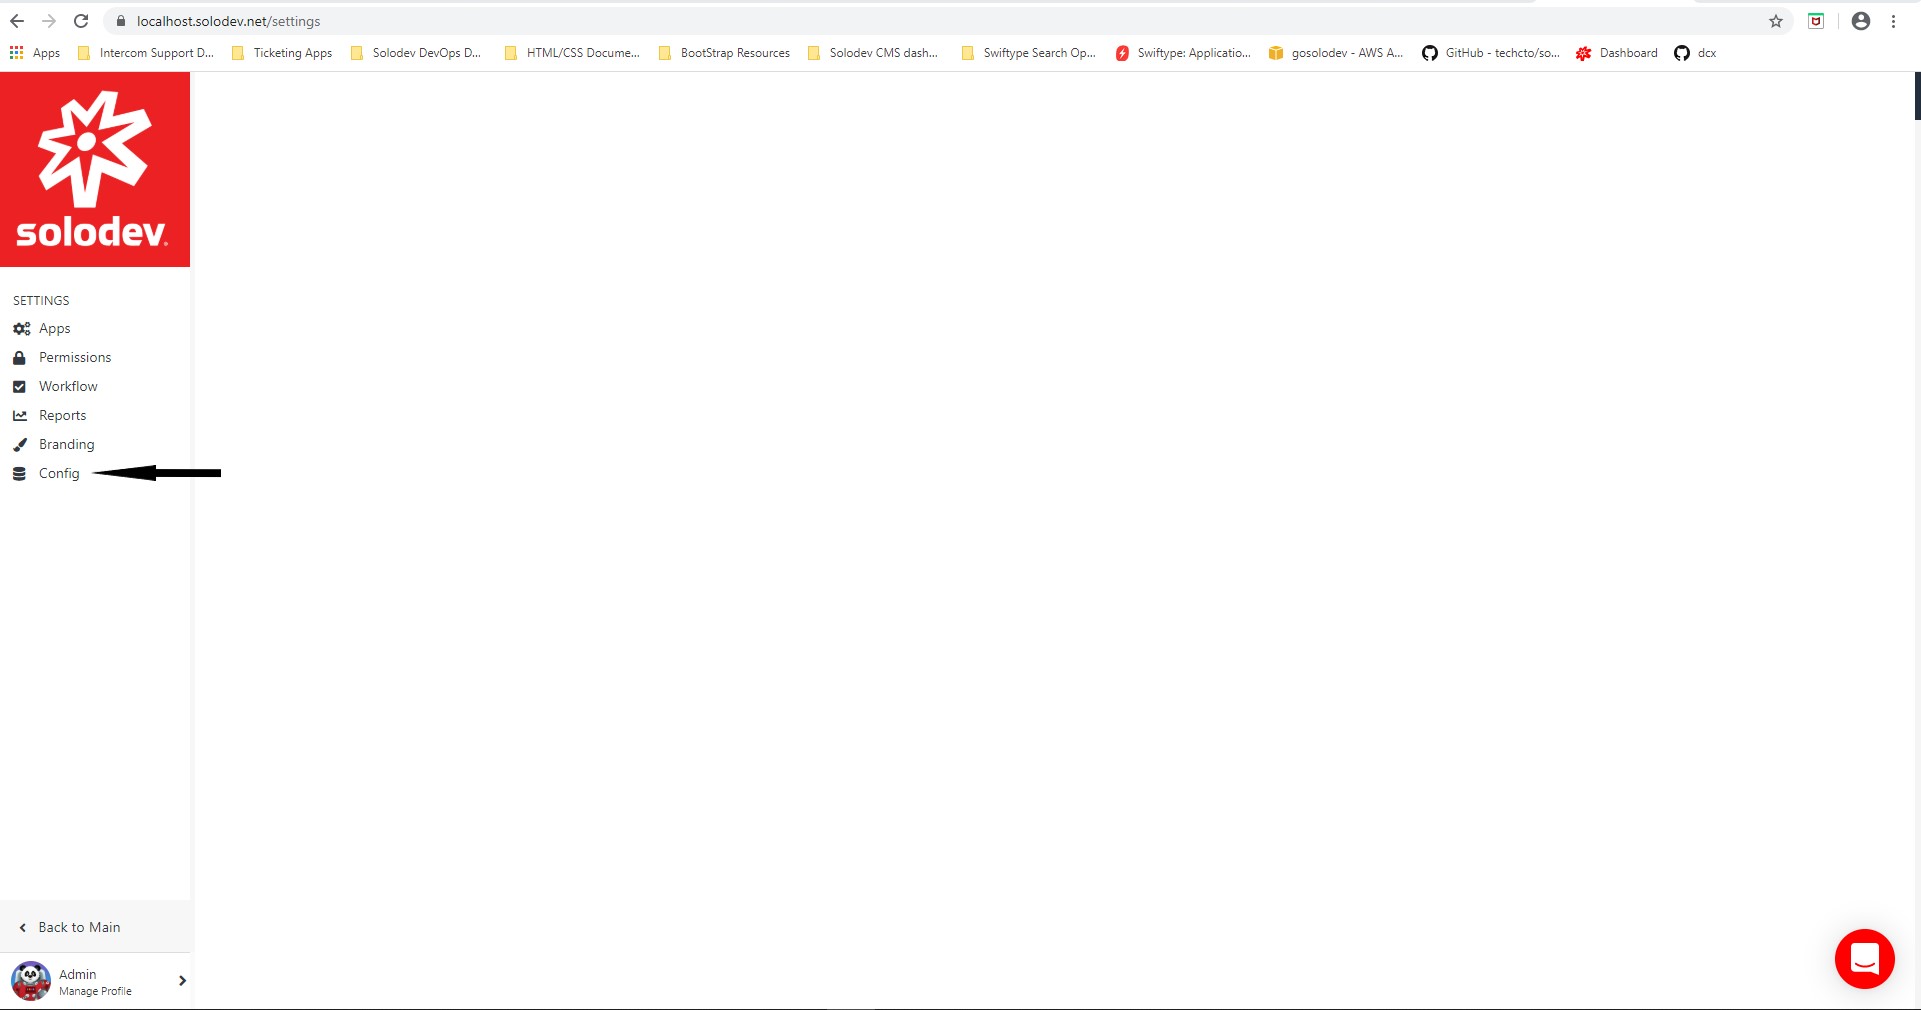 localhost.solodev.net/settings
Apps Intercom Support D... Ticketing Apps Solodev DevOps D... HTML/CSS Docume... BootStrap Resources Solodev CMS dash... Swiftype Search Op... Swiftype: Applicatio... gosolodev - AWS A... GitHub - techcto/so... Dashboard dcx
solodev
SETTINGS
Apps
Permissions
Workflow
Reports
Branding
Config
Back to Main
Admin
Manage Profile